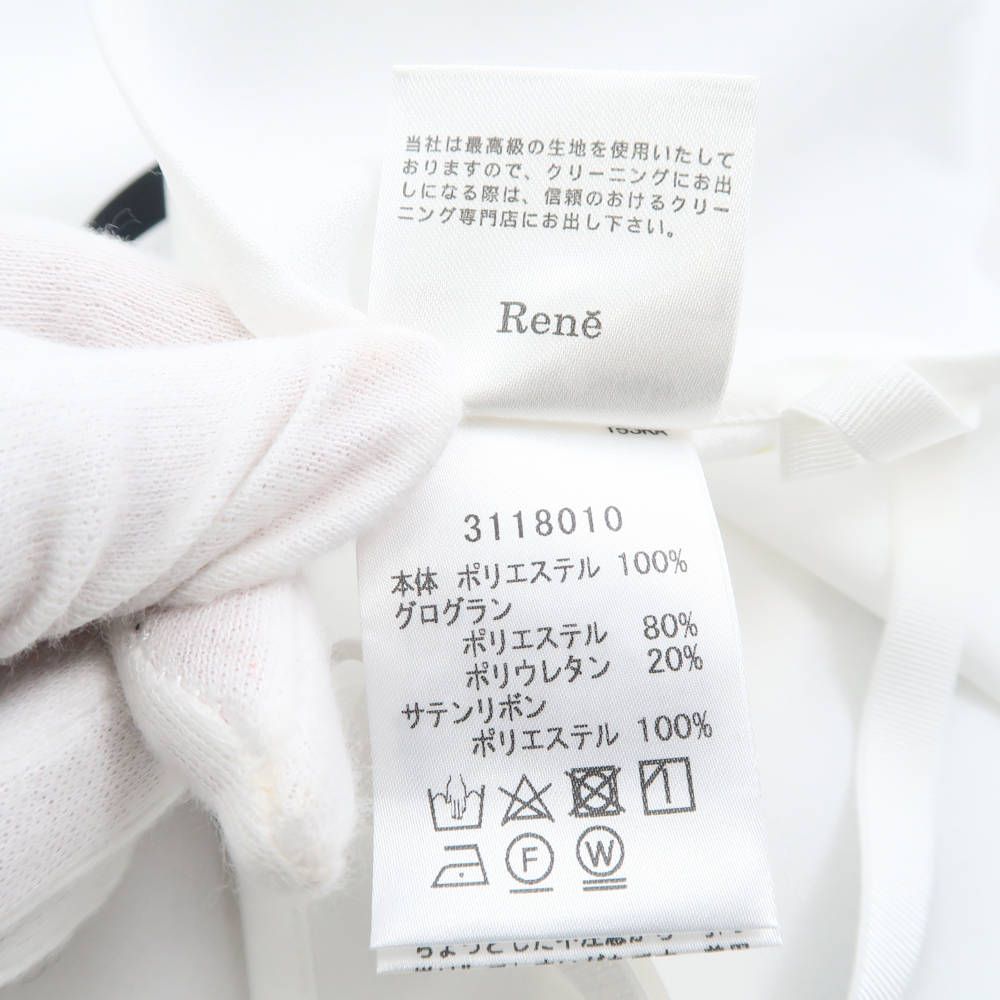 当社は最高級の生地を使用いたして
おりますので、クリーニングにお出
しになる際は、信頼のおけるクリー
ニング専門店にお出し下さい。
Renĕ
3118010
本体 ポリエステル 100%
グログラン
ポリエステル 80%
ポリウレタン 20%
サテンリボン
ポリエステル 100%
F W